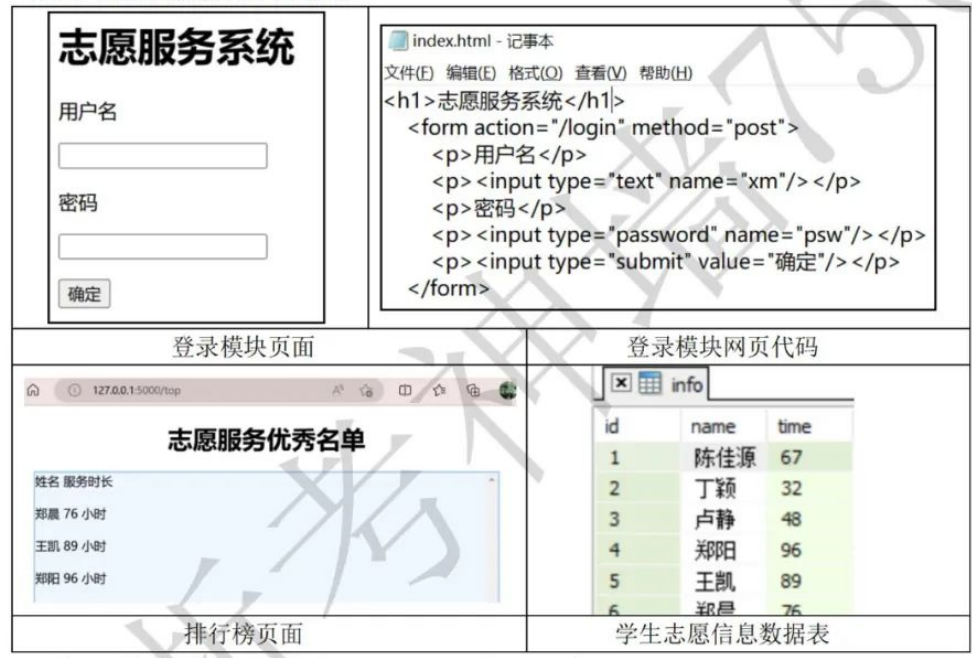 志愿服务系统
用户名
密码
确定
index.html - 记事本
文件(F) 编辑(E) 格式(O) 查看(V) 帮助(H)
<h1>志愿服务系统</h1>
<form action="/login" method="post">
<p>用户名</p>
<p><input type="text" name="xm"/></p>
<p>密码</p>
<p><input type="password" name="psw"/></p>
<p><input type="submit" value="确定"/></p>
</form>
登录模块页面
登录模块网页代码
127.0.0.1:5000/top
志愿服务优秀名单
姓名 服务时长
郑晨 76 小时
王凯 89 小时
郑阳 96 小时
info
id name time
1 陈佳源 67
2 丁颖 32
3 卢静 48
4 郑阳 96
5 王凯 89
6 郑晨 76
排行榜页面
学生志愿信息数据表